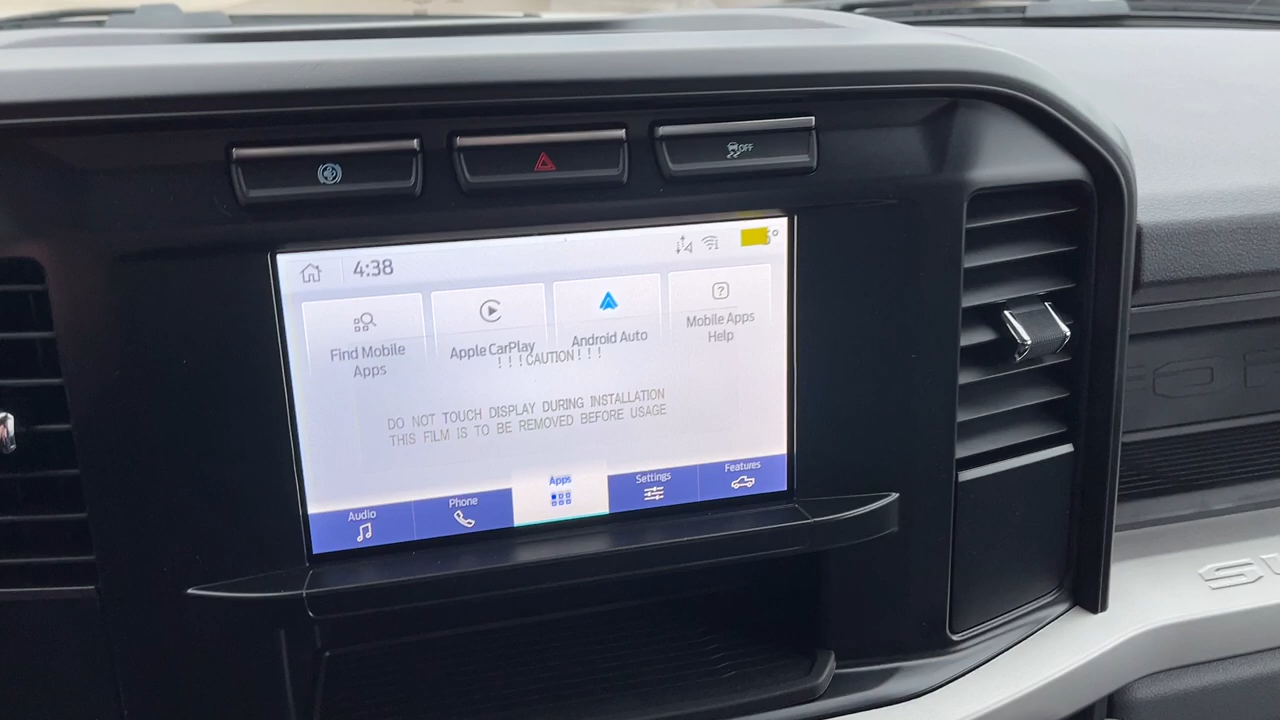 OFF
4:38
Find Mobile
Apps
Apple CarPlay
Android Auto
Mobile Apps
Help
!!!CAUTION!!!
DO NOT TOUCH DISPLAY DURING INSTALLATION
THIS FILM IS TO BE REMOVED BEFORE USAGE
Audio
Phone
Apps
Settings
Features